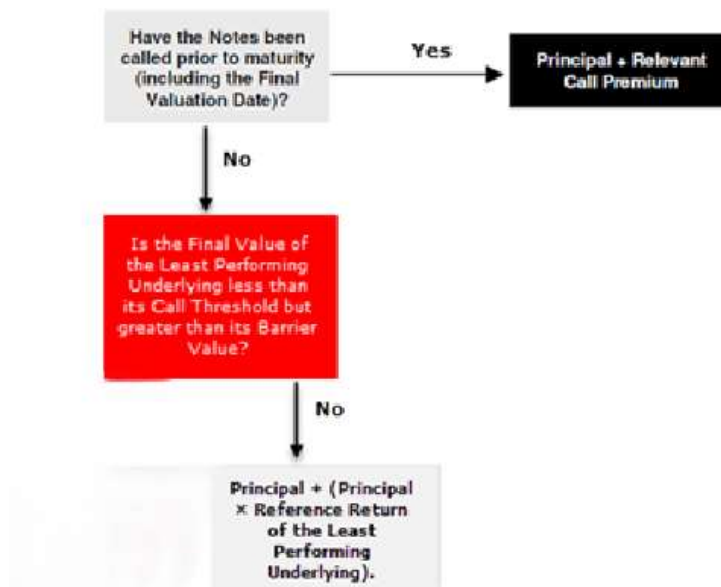 Have the Notes been
called prior to maturity
(including the Final
Valuation Date)?
Yes
Principal + Relevant
Call Premium
No
Is the Final Value of
the Least Performing
Underlying less than
its Call Threshold but
greater than its Barrier
Value?
No
Principal + (Principal
× Reference Return
of the Least
Performing
Underlying).